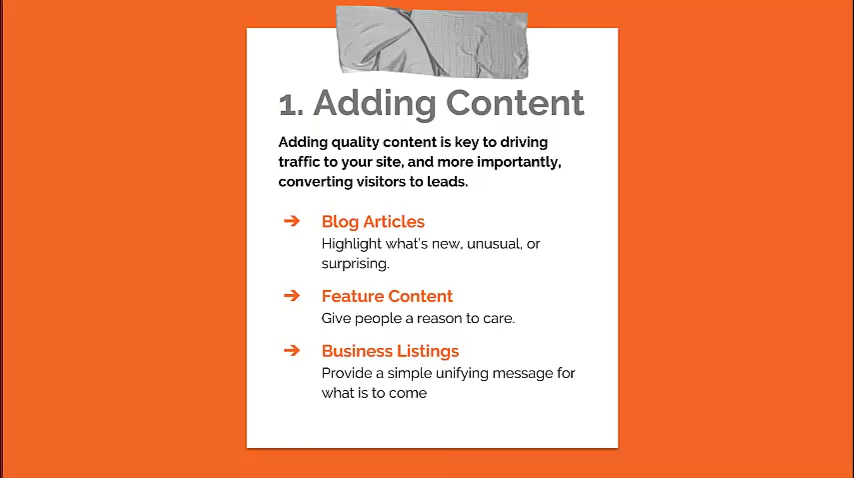 1. Adding Content
Adding quality content is key to driving
traffic to your site, and more importantly,
converting visitors to leads.
➔ Blog Articles
Highlight what's new, unusual, or
surprising.
➔ Feature Content
Give people a reason to care.
➔ Business Listings
Provide a simple unifying message for
what is to come